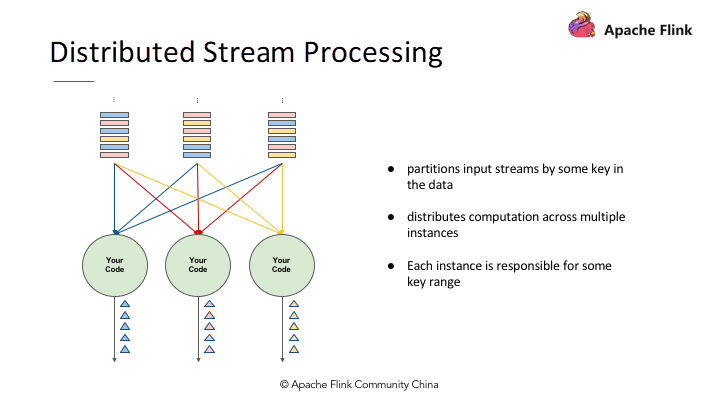 Apache Flink
Distributed Stream Processing
Your
Code
Your
Code
Your
Code
● partitions input streams by some key in
the data
● distributes computation across multiple
instances
● Each instance is responsible for some
key range
© Apache Flink Community China